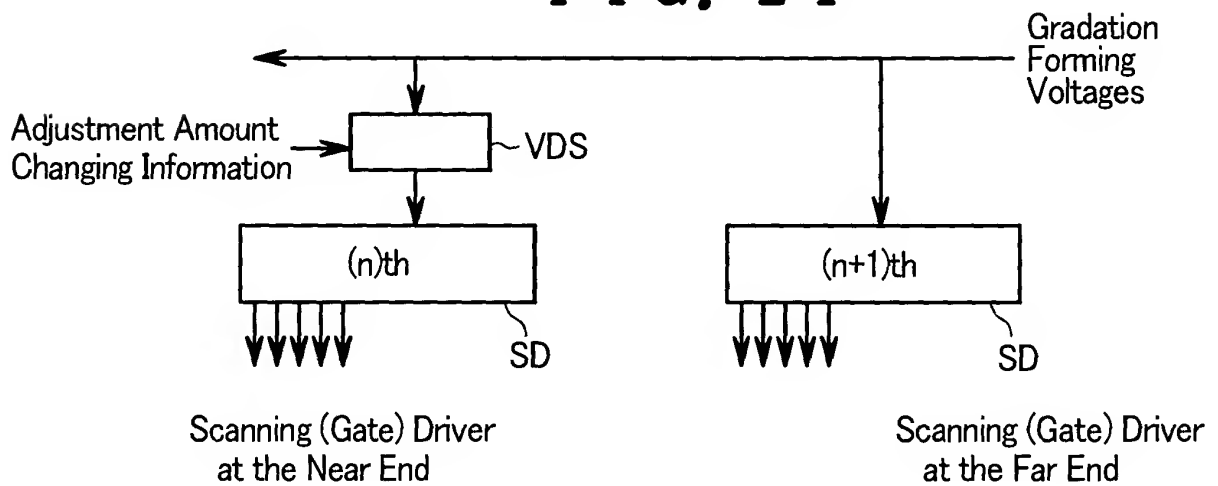 Gradation
Forming
Voltages
Adjustment Amount
Changing Information
VDS
(n)th
(n+1)th
SD
SD
Scanning (Gate) Driver
at the Near End
Scanning (Gate) Driver
at the Far End